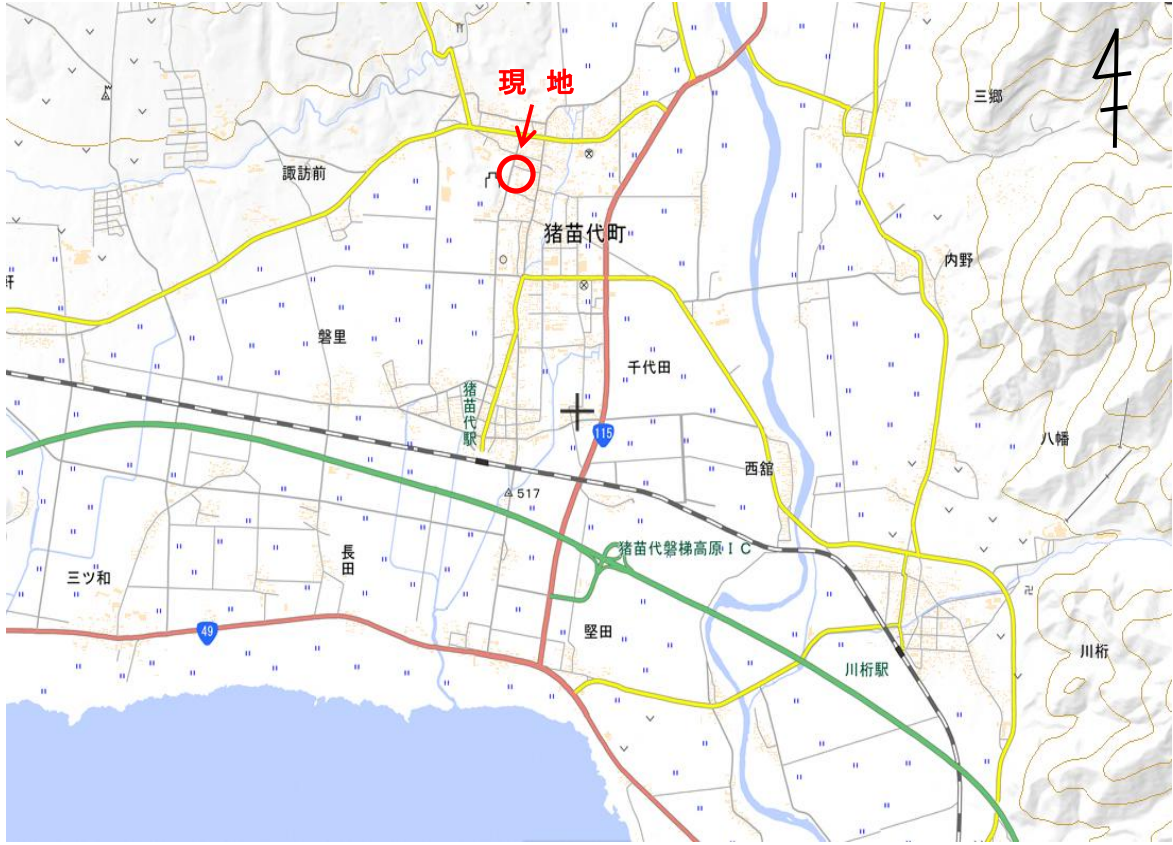 現 地
三郷
諏訪前
猪苗代町
内野
軒
磐里
千代田
猪苗代駅
115
八幡
西舘
517
猪苗代磐梯高原IC
長田
三ツ和
49
堅田
川桁
川桁駅